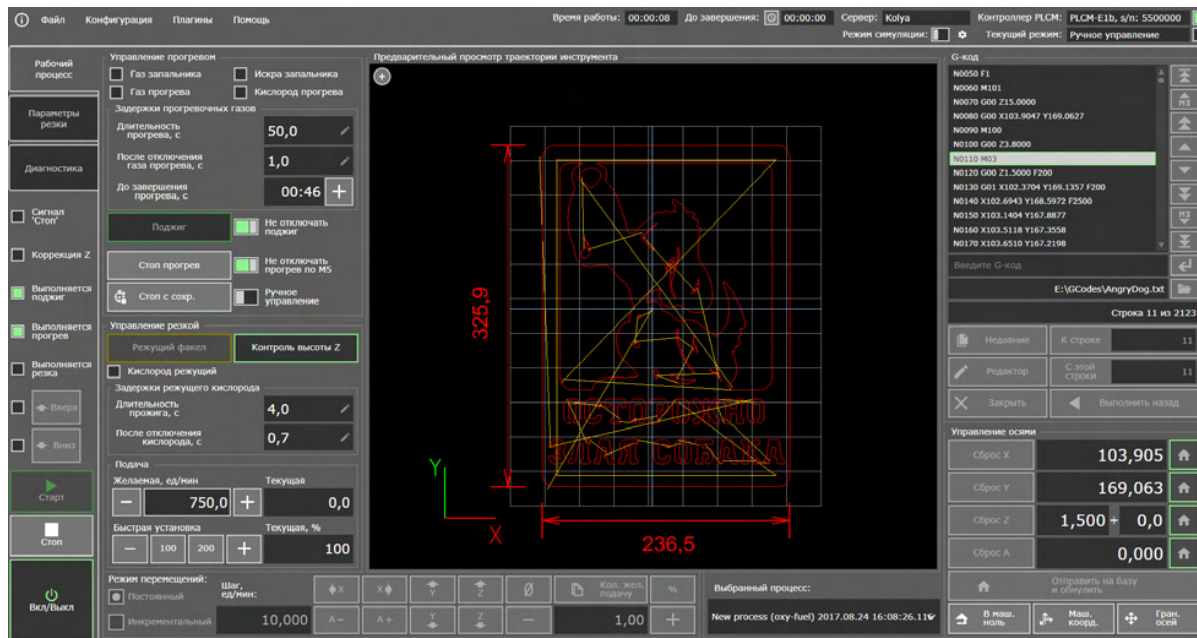 Файл Конфигурация Плагины Помощь
Время работы: 00:00:08 До завершения: 00:00:00 Сервер: Kolya Контроллер PLCM: PLCM-E1b, s/n: 5500000
Режим симуляции: Текущий режим: Ручное управление
Рабочий процесс
Параметры резки
Диагностика
Сигнал 'Стоп'
Коррекция Z
Выполняется поджиг
Выполняется прогрев
Выполняется резка
Вверх
Вниз
Старт
Стоп
Вкл/Выкл
Управление прогревом
Газ запальника Искра запальника
Газ прогрева Кислород прогрева
Задержки прогревочных газов
Длительность прогрева, с 50,0
После отключения газа прогрева, с 1,0
До завершения прогрева, с 00:46 +
Поджиг Не отключать поджиг
Стоп прогрев Не отключать прогрев по M5
Стоп с сохр. Ручное управление
Управление резкой
Режущий факел Контроль высоты Z
Кислород режущий
Задержки режущего кислорода
Длительность прожига, с 4,0
После отключения кислорода, с 0,7
Подача
Желаемая, ед/мин Текущая
− 750,0 + 0,0
Быстрая установка Текущая, %
− 100 200 + 100
Предварительный просмотр траектории инструмента
325,9
ОСТОРОЖНО
ЗЛАЯ СОБАКА
Y
X
236,5
G-код
N0050 F1
N0060 M101
N0070 G00 Z15.0000
N0080 G00 X103.9047 Y169.0627
N0090 M100
N0100 G00 Z3.8000
N0110 M03
N0120 G00 Z1.5000 F200
N0130 G01 X102.3704 Y169.1357 F200
N0140 X102.6943 Y168.5972 F2500
N0150 X103.1404 Y167.8877
N0160 X103.5118 Y167.3558
N0170 X103.6510 Y167.2198
M3
M3
Введите G-код
E:\GCodes\AngryDog.txt
Строка 11 из 2123
Недавние К строке 11
Редактор С этой строки 11
Закрыть Выполнить назад
Управление осями
Сброс X 103,905
Сброс Y 169,063
Сброс Z 1,500 + 0,0
Сброс A 0,000
Отправить на базу и обнулить
В маш. ноль Маш. коорд. Гран. осей
Режим перемещений: Шаг, ед/мин:
Постоянный X X Y Z Ø Коп. жел. подачу %
Инкрементальный 10,000 A− A+ Y Z − 1,00 +
Выбранный процесс:
New process (oxy-fuel) 2017.08.24 16:08:26.11